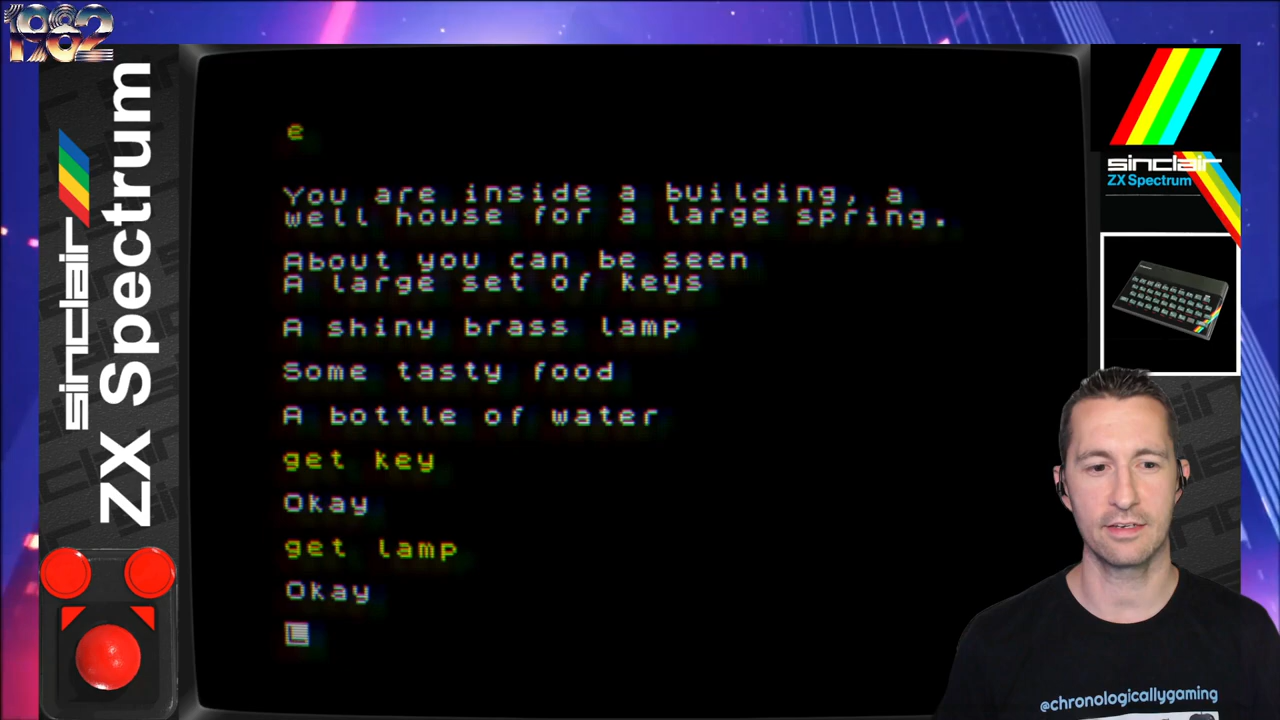 1982
sinclair
ZX Spectrum
e
You are inside a building, a
well house for a large spring.
About you can be seen
A large set of keys
A shiny brass lamp
Some tasty food
A bottle of water
get key
Okay
get lamp
Okay
L
sinclair
ZX Spectrum
@chronologicallygaming